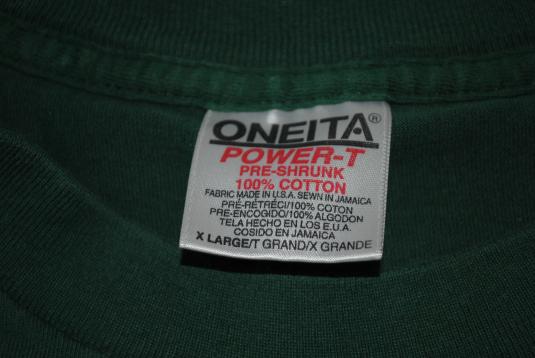 ONEITA®
POWER-T
PRE-SHRUNK
100% COTTON
FABRIC MADE IN U.S.A. SEWN IN JAMAICA
PRÉ-RÉTRÉCI/100% COTON
PRE-ENCOGIDO/100% ALGODON
TELA HECHO EN LOS E.U.A.
COSIDO EN JAMAICA
X LARGE/T GRAND/X GRANDE